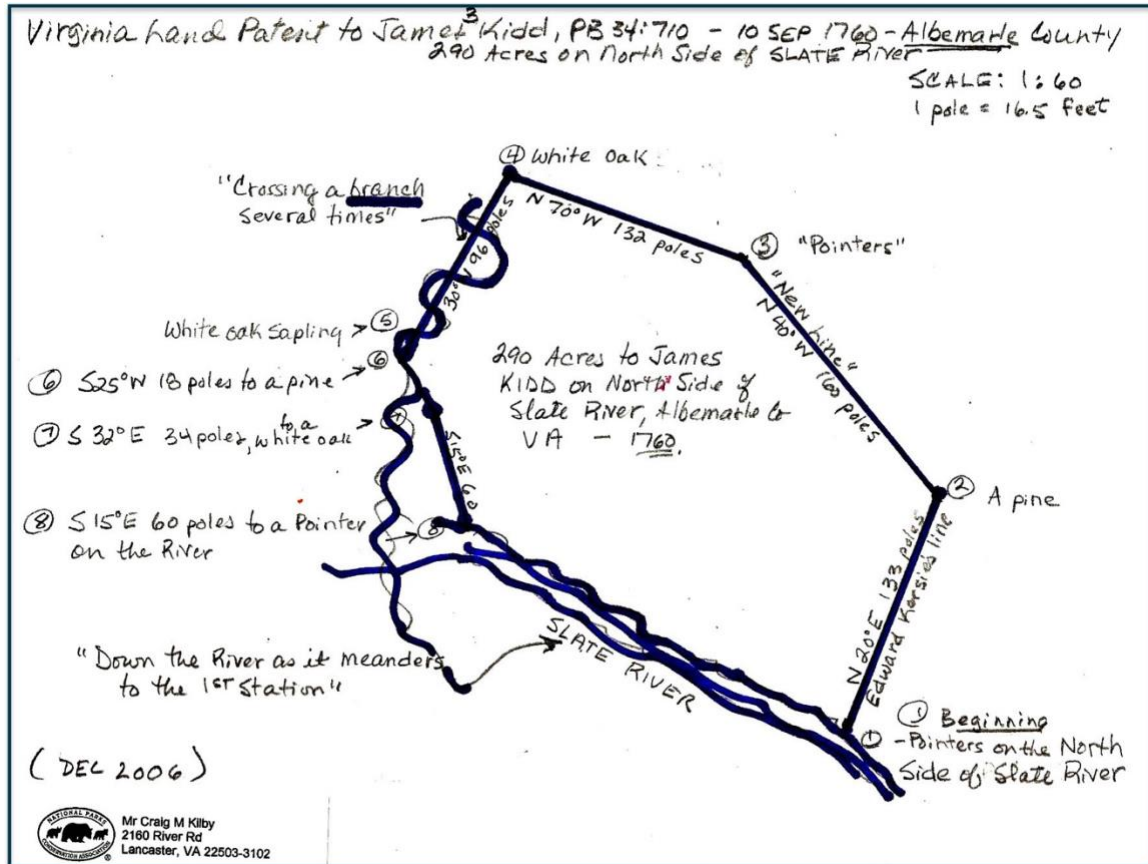 Virginia Land Patent to James³ Kidd, PB 34:710 - 10 SEP 1760 - Albemarle County
290 Acres on North Side of SLATE River
SCALE: 1:60
1 pole = 16.5 feet
④ White Oak
"Crossing a branch
several times"
N 70°W 132 poles
③ "Pointers"
30° W 96 poles
"New Line"
N 40°W 160 poles
White oak sapling → ⑤
⑥
⑥ S25°W 18 poles to a pine
290 Acres to James
KIDD on North Side of
Slate River, Albemarle Co
VA - 1760.
⑦ S 32°E 34 poles, to a white oak
S15°E 60
② A pine
⑧ S 15°E 60 poles to a Pointer
on the River
⑧
N 20°E 133 poles
Edward Kersie's line
SLATE RIVER
"Down the River as it meanders
to the 1ST Station"
① Beginning
① -Pointers on the North
Side of Slate River
(DEC 2006)
NATIONAL PARKS
CONSERVATION ASSOCIATION
®
Mr Craig M Kilby
2160 River Rd
Lancaster, VA 22503-3102